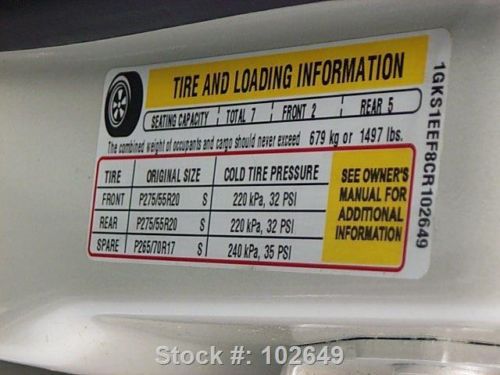 TIRE AND LOADING INFORMATION
SEATING CAPACITY TOTAL 7 FRONT 2 REAR 5
The combined weight of occupants and cargo should never exceed 679 kg or 1497 lbs.
TIRE ORIGINAL SIZE COLD TIRE PRESSURE
FRONT P275/55R20 S 220 kPa, 32 PSI
REAR P275/55R20 S 220 kPa, 32 PSI
SPARE P265/70R17 S 240 kPa, 35 PSI
SEE OWNER'S
MANUAL FOR
ADDITIONAL
INFORMATION
1GKS1EEF8CR102649
Stock #: 102649